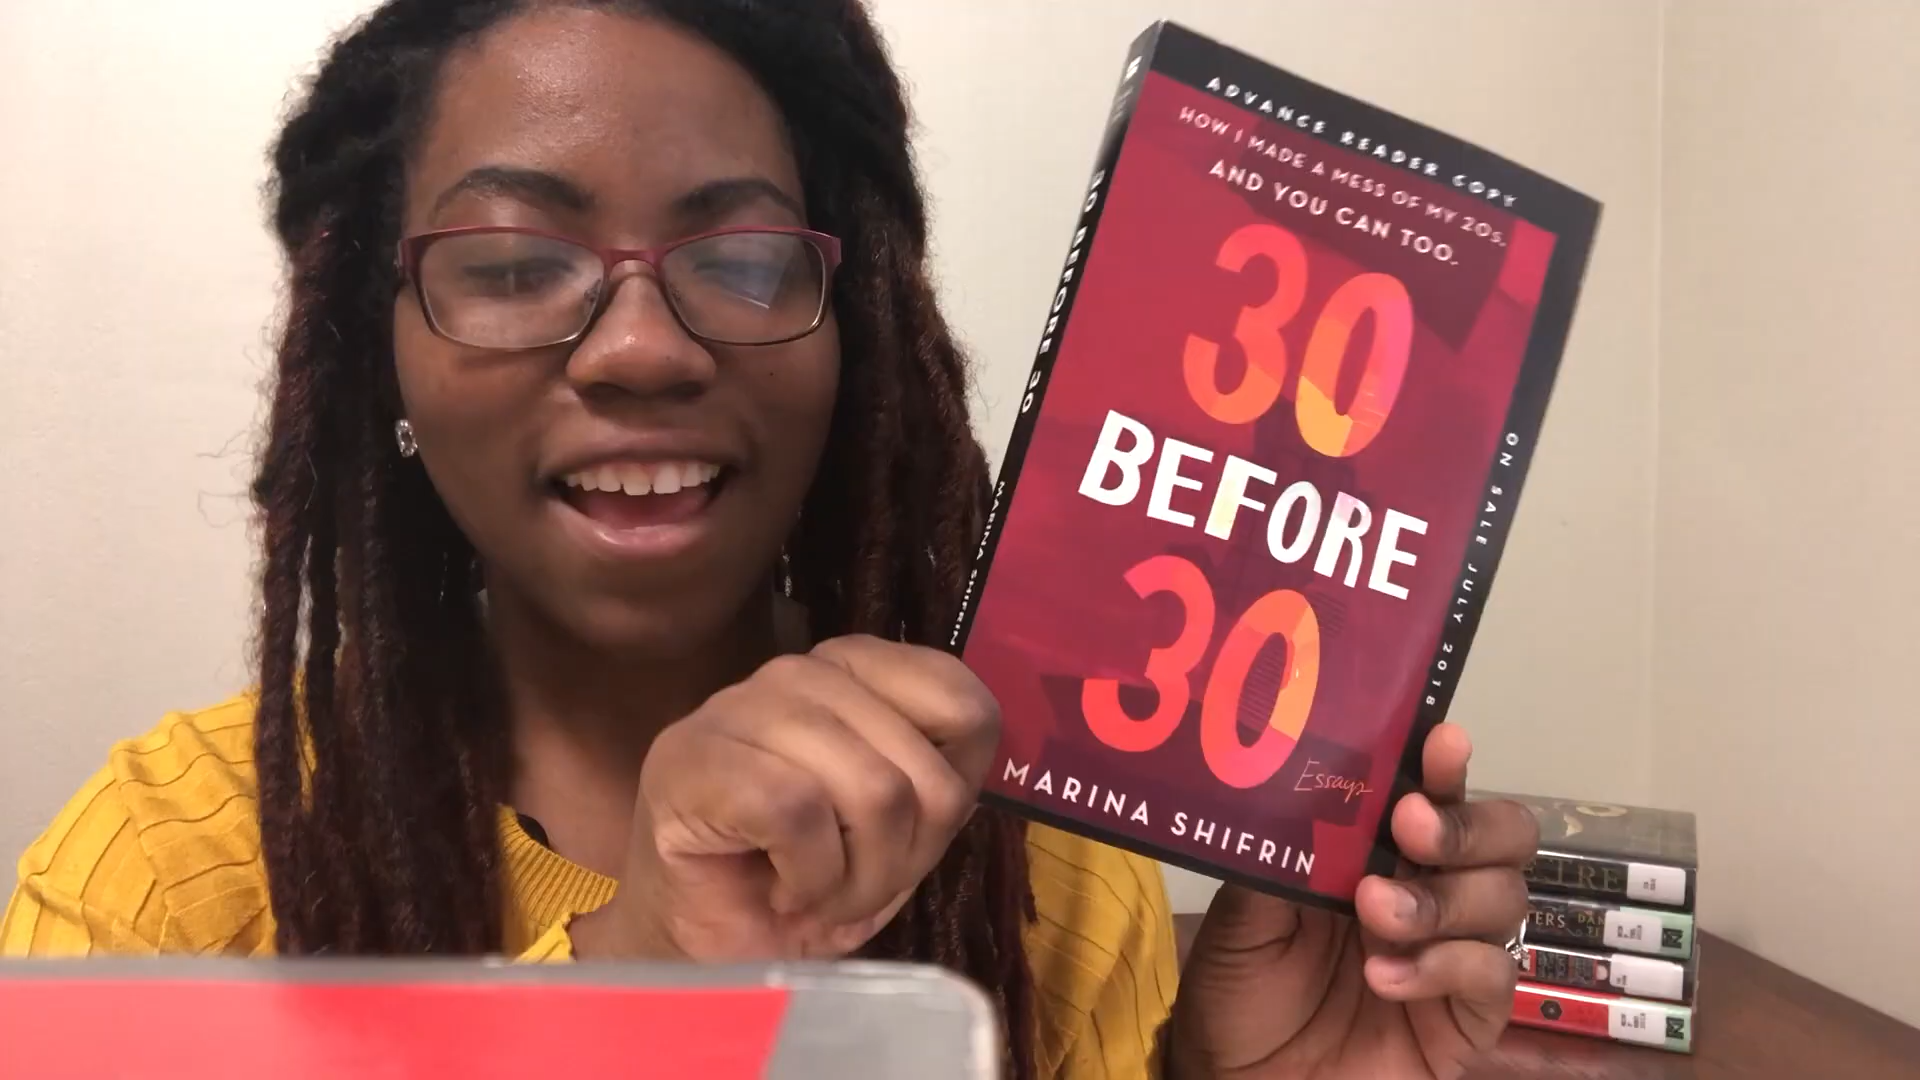 ADVANCE READER COPY
HOW I MADE A MESS OF MY 20s,
AND YOU CAN TOO.
30
BEFORE
30
Essays
MARINA SHIFRIN
ON SALE JULY 2018
30 BEFORE 30
MARINA SHIFRIN